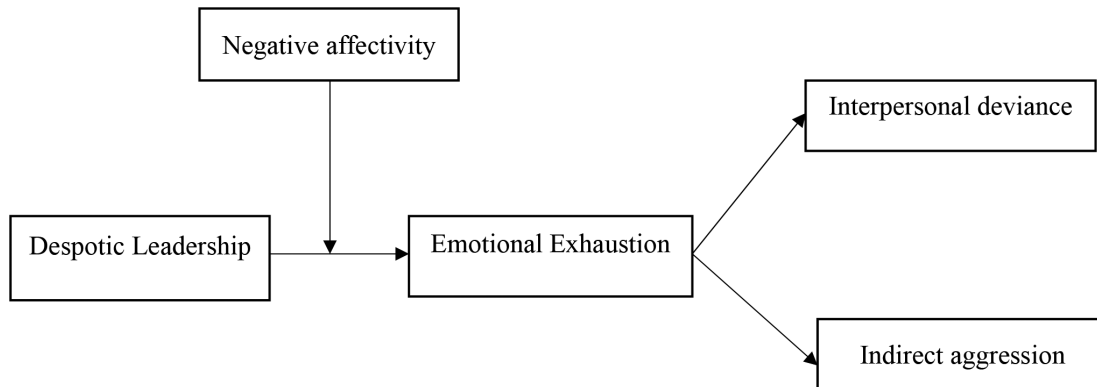 Negative affectivity
Interpersonal deviance
Despotic Leadership
Emotional Exhaustion
Indirect aggression